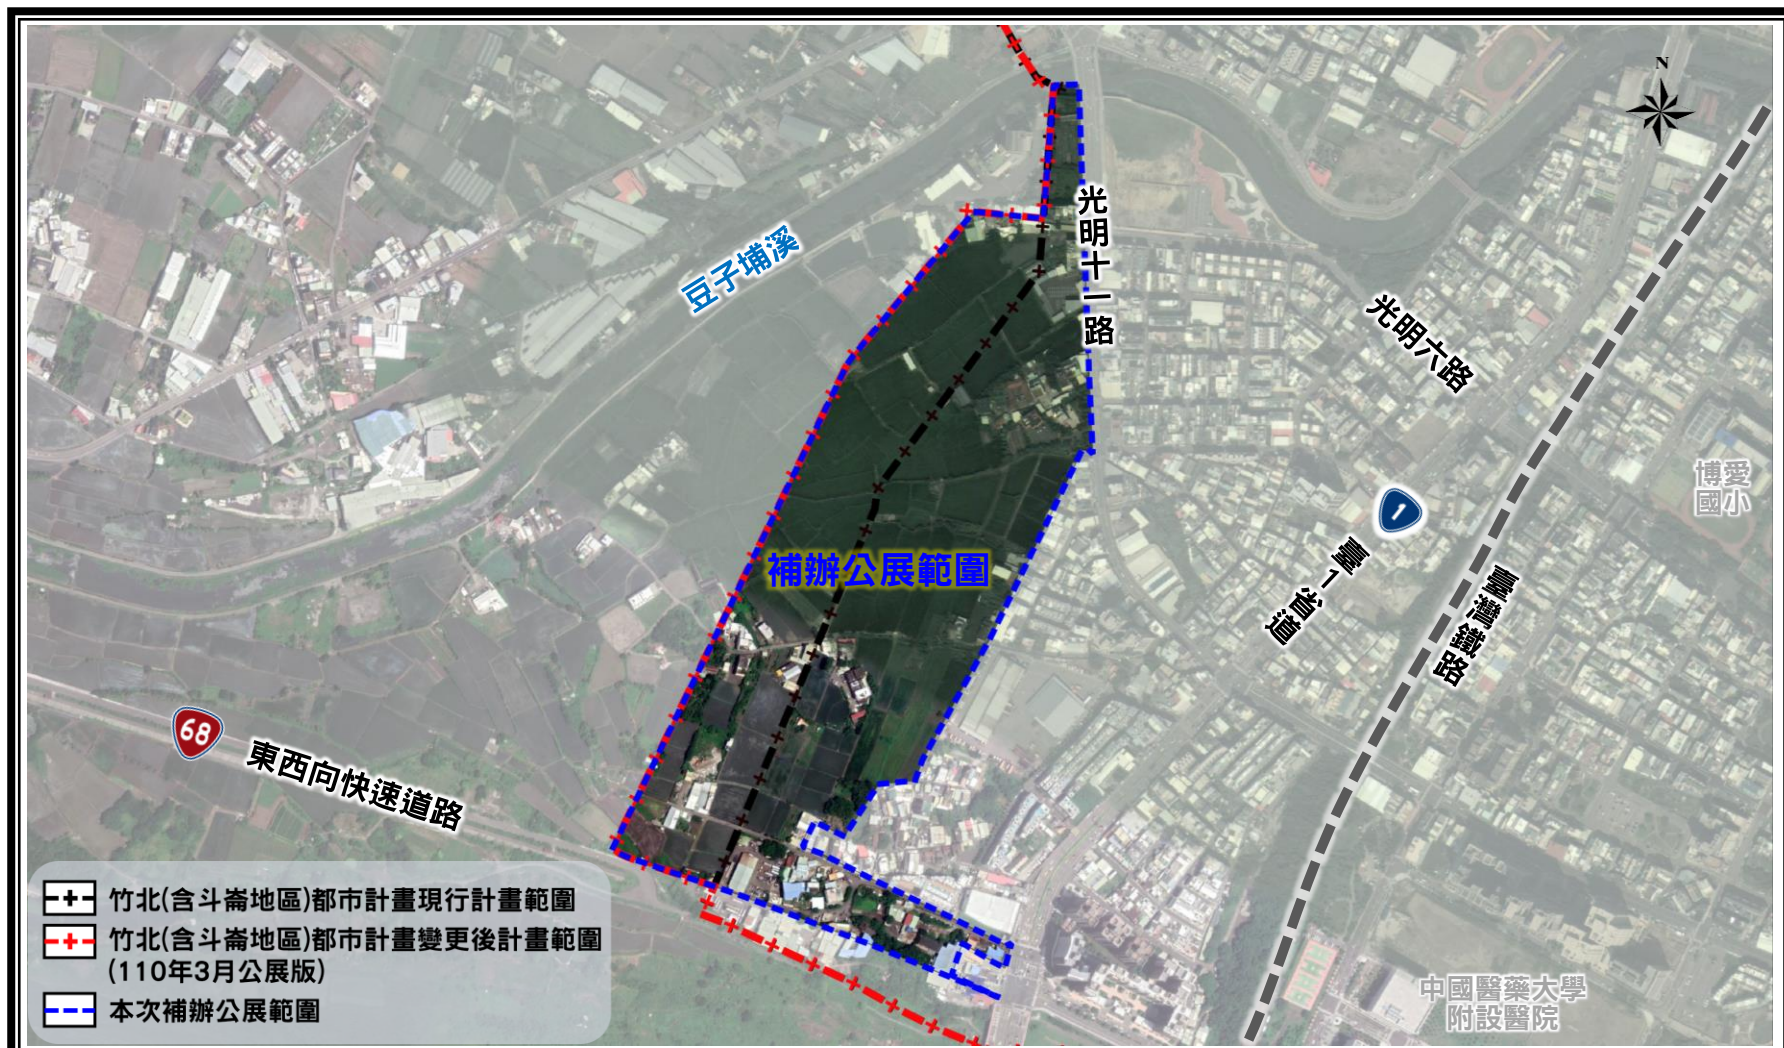 N
光明十一路
豆子埔溪
光明六路
博愛
國小
1
臺1省道
臺灣鐵路
補辦公展範圍
68
東西向快速道路
竹北(含斗崙地區)都市計畫現行計畫範圍
竹北(含斗崙地區)都市計畫變更後計畫範圍
(110年3月公展版)
本次補辦公展範圍
中國醫藥大學
附設醫院